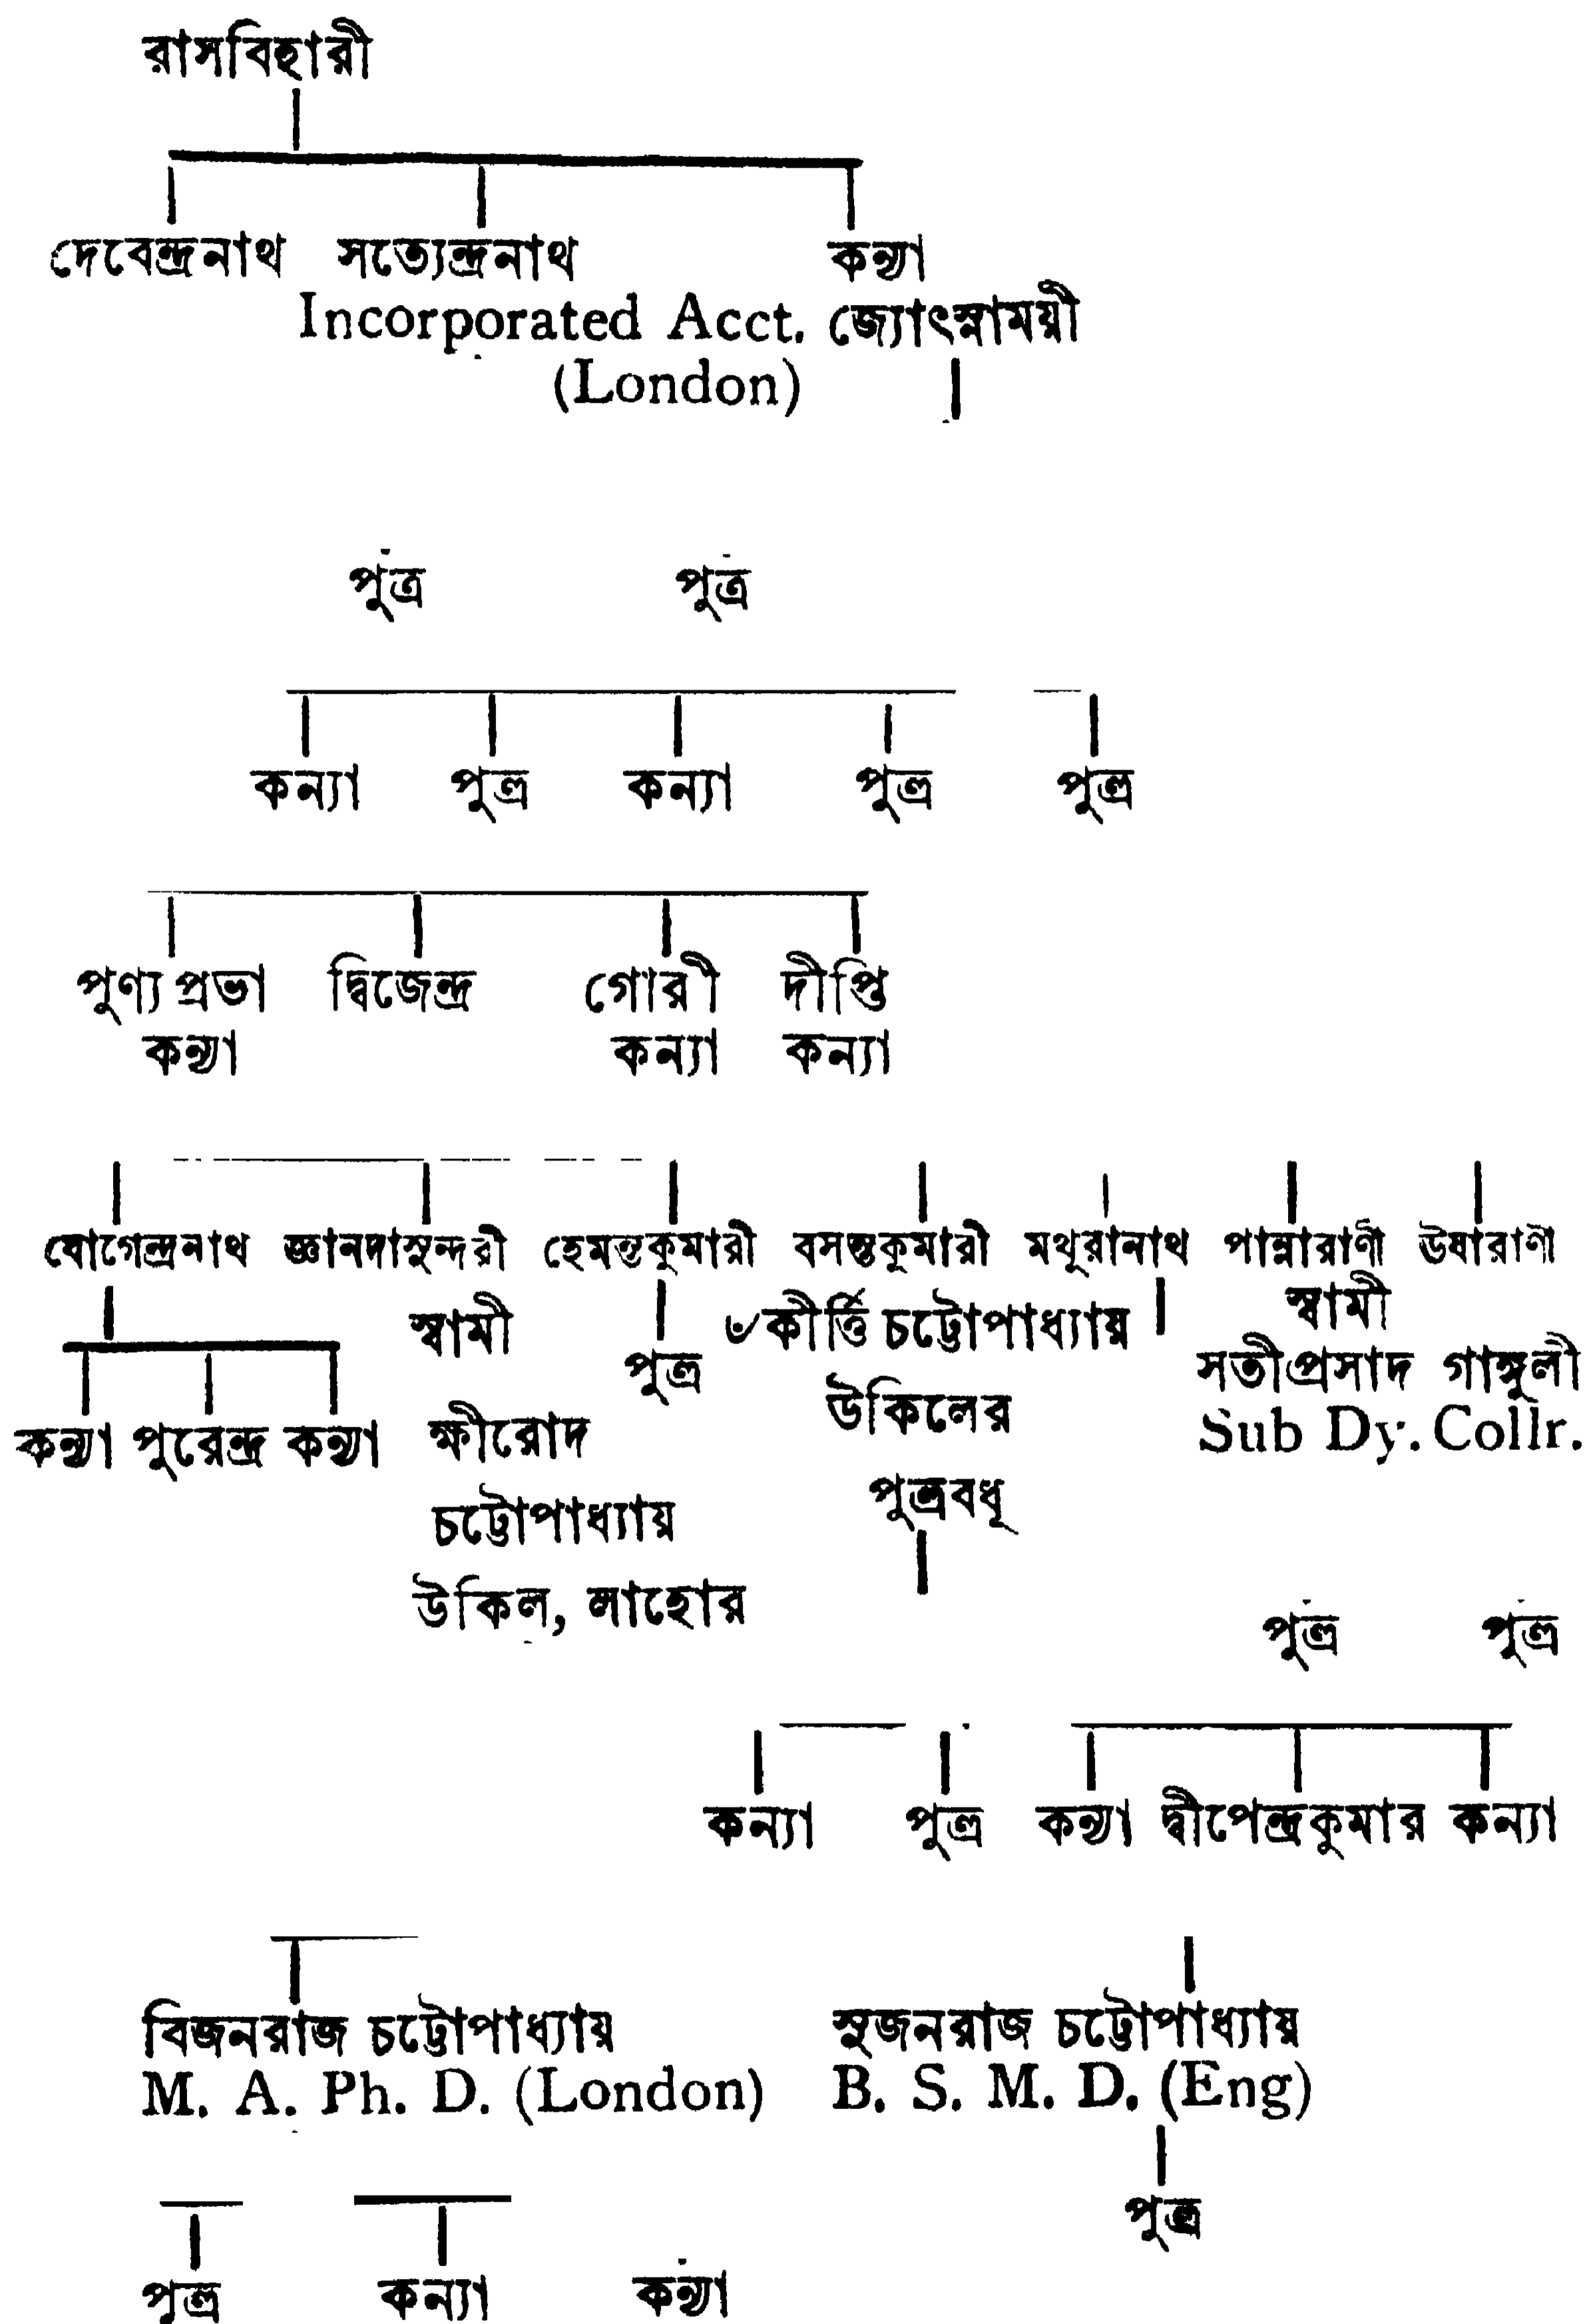 রাসবিহারী
দেবেন্দ্রনাথ সত্যেন্দ্রনাথ কন্যা
Incorporated Acct. জ্যোৎস্নাময়ী
(London)
পুত্র পুত্র
কন্যা পুত্ত্র কন্যা পুত্ত্র পুত্ত্র
পুণ্যপ্রভা দ্বিজেন্দ্র গোরী দীপ্তি
কন্যা কন্যা কন্যা
যোগেন্দ্রনাথ জ্ঞানদাসুন্দরী হেমন্তকুমারী বসন্তকুমারী মথুরানাথ পান্নারাণী ঊষারাণী
স্বামী পুত্ত্র ৺কীর্ত্তি চট্টোপাধ্যায় স্বামী
কন্যা পুরেন্দ্র কন্যা ক্ষীরোদ উকিলের সতীপ্রসাদ গাঙ্গুলী
চট্টোপাধ্যায় পুত্ত্রবধূ Sub Dy. Collr.
উকিল, লাহোর
পুত্ত্র পুত্ত্র
কন্যা পুত্ত্র কন্যা দ্বীপেন্দ্রকুমার কন্যা
বিজনরাজ চট্টোপাধ্যায় সুজনরাজ চট্টোপাধ্যায়
M. A. Ph. D. (London) B. S. M. D. (Eng)
পুত্ত্র
পুত্ত্র কন্যা কন্যা